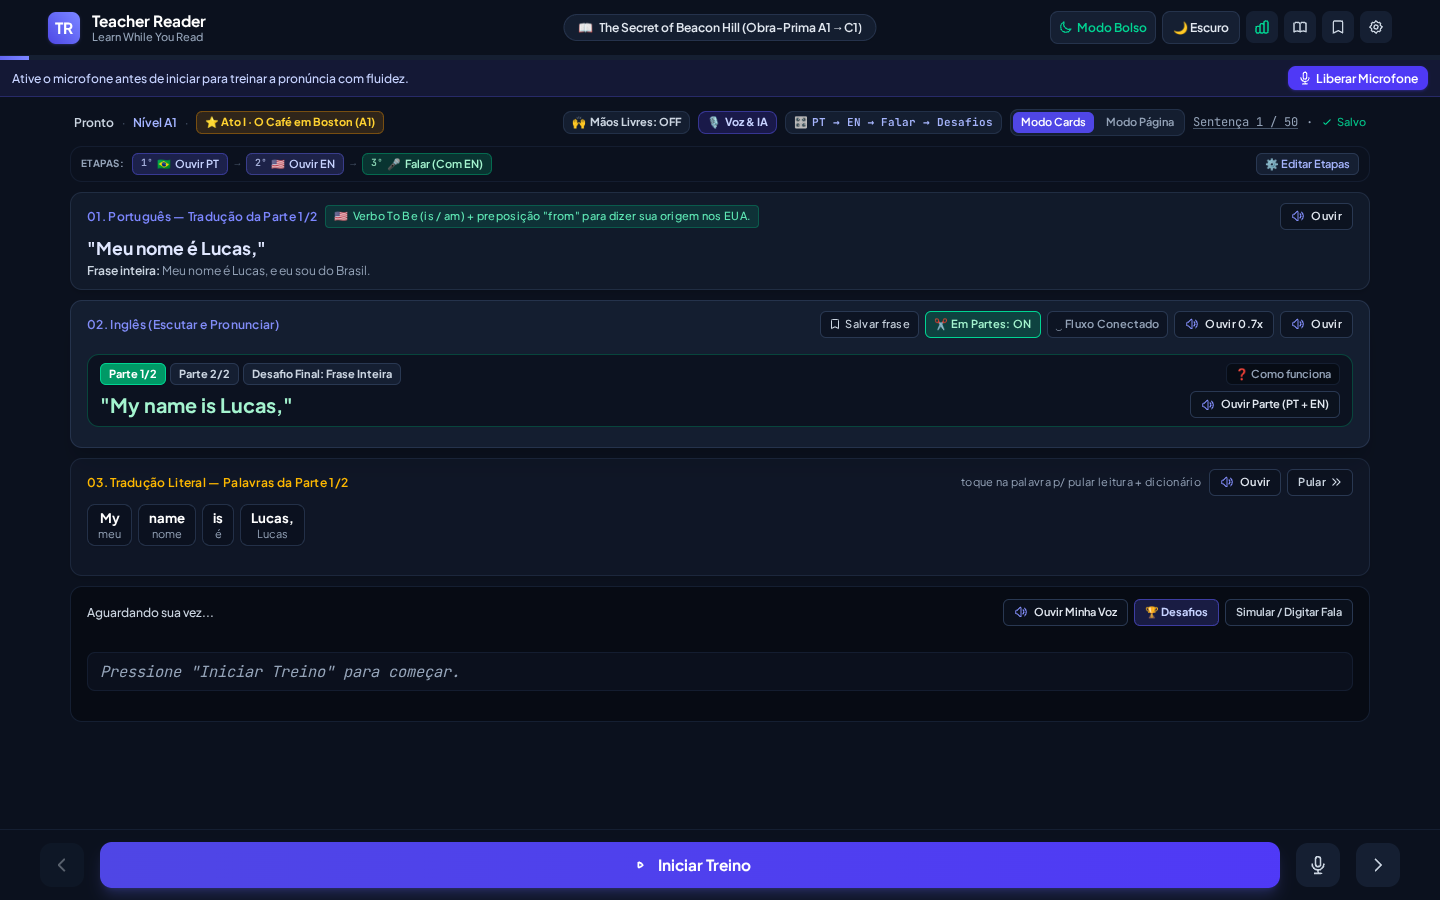 TR Teacher Reader
Learn While You Read
📖 The Secret of Beacon Hill (Obra-Prima A1→C1)
Modo Bolso
🌙 Escuro
Ative o microfone antes de iniciar para treinar a pronúncia com fluidez.
Liberar Microfone
Pronto · Nível A1 · ⭐ Ato I · O Café em Boston (A1)
🙌 Mãos Livres: OFF
🎙️ Voz & IA
🎛️ PT → EN → Falar → Desafios
Modo Cards Modo Página
Sentença 1 / 50 · ✓ Salvo
ETAPAS: 1° 🇧🇷 Ouvir PT → 2° 🇺🇸 Ouvir EN → 3° 🎤 Falar (Com EN)
⚙️ Editar Etapas
01. Português — Tradução da Parte 1/2
🇺🇸 Verbo To Be (is / am) + preposição "from" para dizer sua origem nos EUA.
Ouvir
"Meu nome é Lucas,"
Frase inteira: Meu nome é Lucas, e eu sou do Brasil.
02. Inglês (Escutar e Pronunciar)
Salvar frase
✂️ Em Partes: ON
‿ Fluxo Conectado
Ouvir 0.7x
Ouvir
Parte 1/2 Parte 2/2 Desafio Final: Frase Inteira
❓ Como funciona
"My name is Lucas,"
Ouvir Parte (PT + EN)
03. Tradução Literal — Palavras da Parte 1/2
toque na palavra p/ pular leitura + dicionário
Ouvir
Pular »
My name is Lucas,
meu nome é Lucas
Aguardando sua vez...
Ouvir Minha Voz
🏆 Desafios
Simular / Digitar Fala
Pressione "Iniciar Treino" para começar.
Iniciar Treino